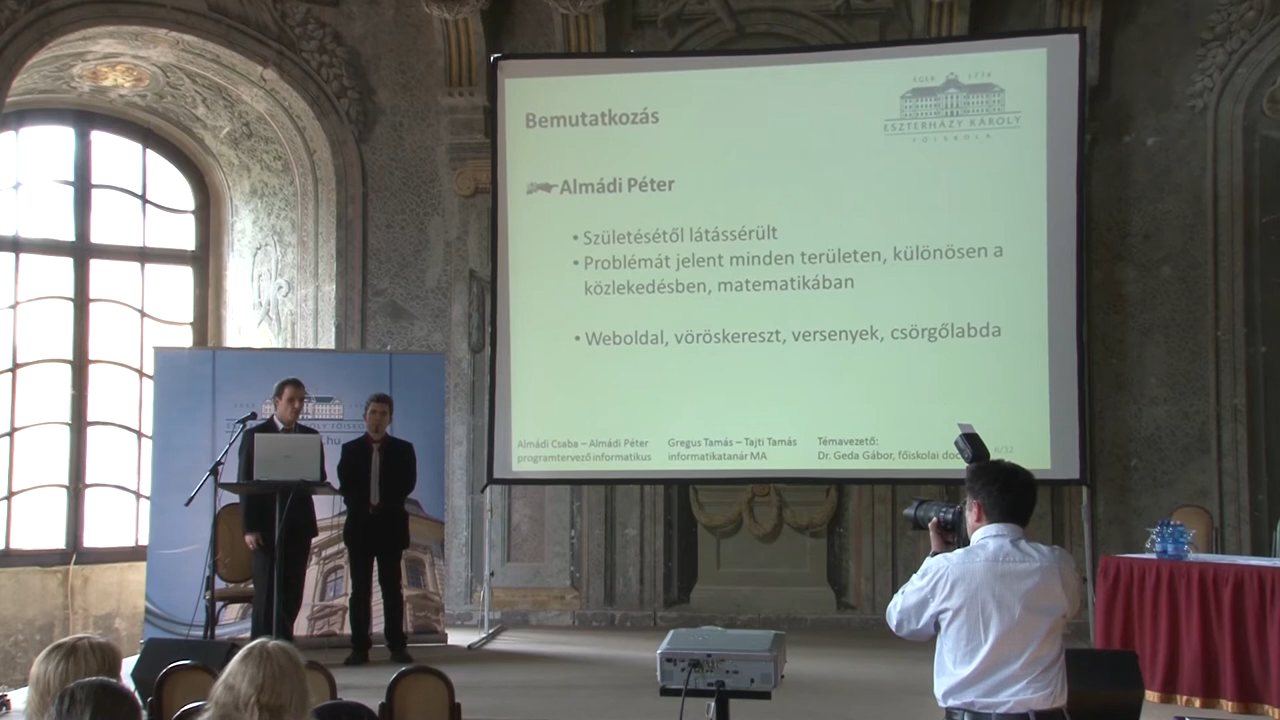 EGER 1774
ESZTERHÁZY KÁROLY
FŐISKOLA
Bemutatkozás
Almádi Péter
• Születésétől látássérült
• Problémát jelent minden területen, különösen a
közlekedésben, matematikában
• Weboldal, vöröskereszt, versenyek, csörgőlabda
Almádi Csaba – Almádi Péter
programtervező informatikus
Gregus Tamás – Tajti Tamás
informatikatanár MA
Témavezető:
Dr. Geda Gábor, főiskolai
6/32